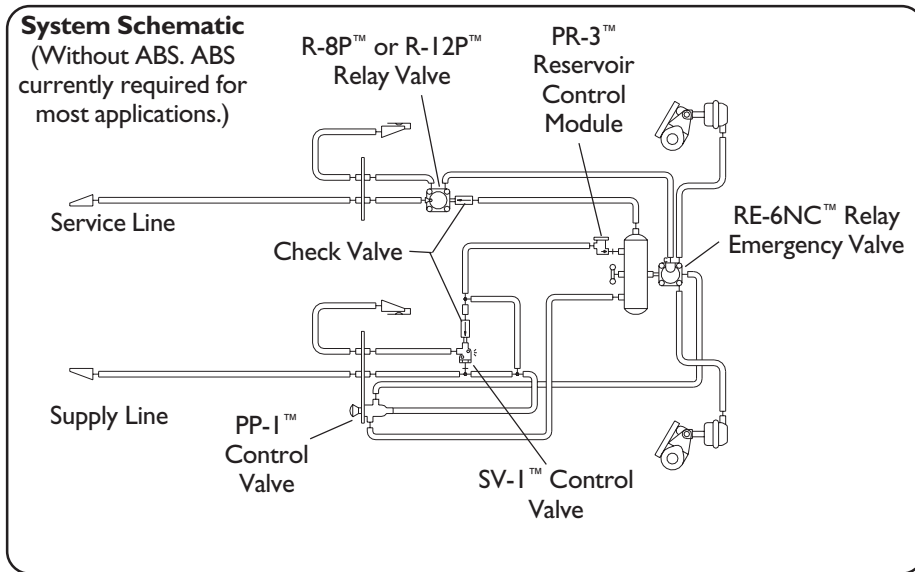 System Schematic
(Without ABS. ABS
currently required for
most applications.)
R-8P™ or R-12P™
Relay Valve
PR-3™
Reservoir
Control
Module
Service Line
Check Valve
RE-6NC™ Relay
Emergency Valve
Supply Line
PP-1™
Control
Valve
SV-1™ Control
Valve